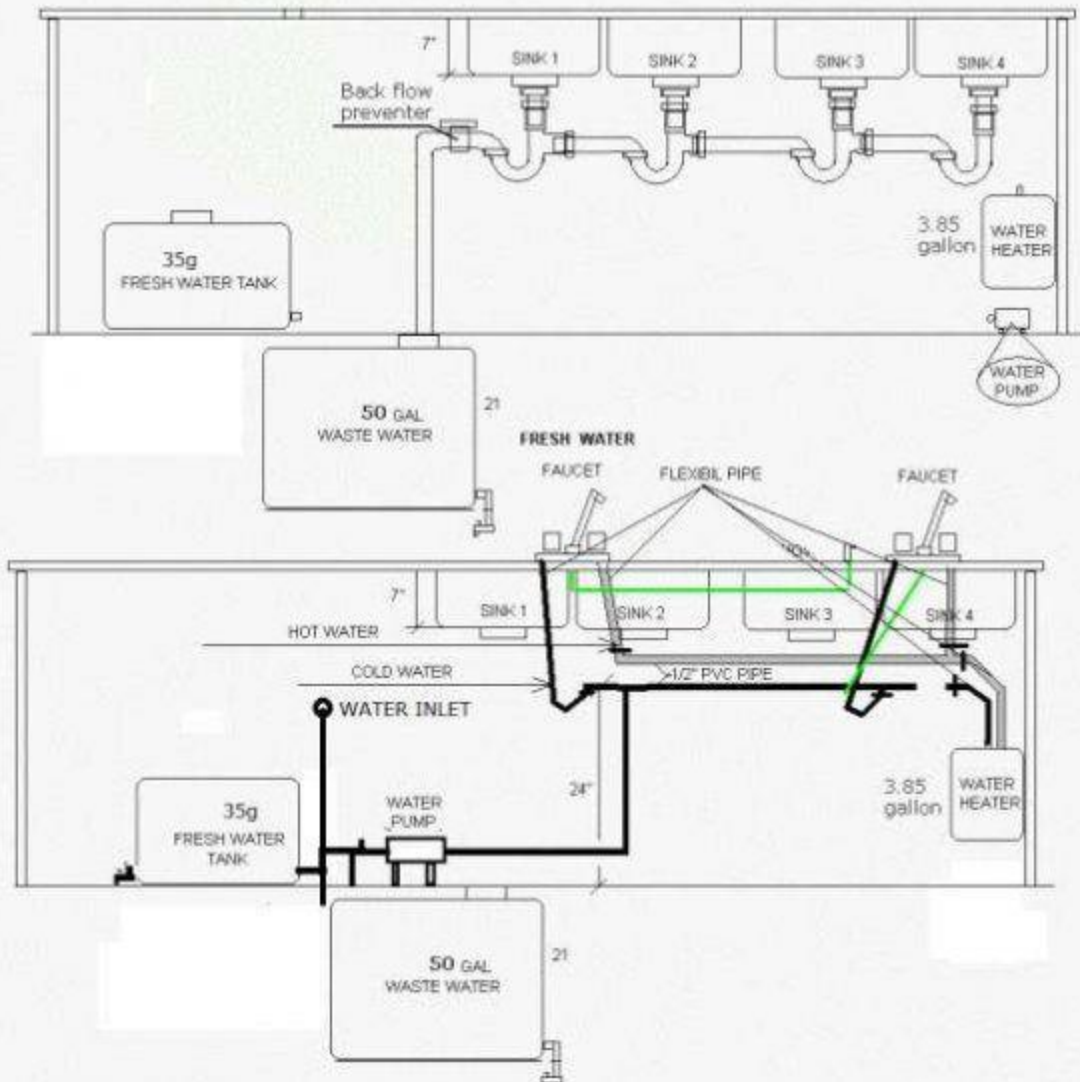 7"
SINK 1
SINK 2
SINK 3
SINK 4
Back flow
preventer
35g
FRESH WATER TANK
3.85
gallon
WATER
HEATER
WATER
PUMP
50 GAL
WASTE WATER
21
FRESH WATER
FAUCET
FLEXIBIL PIPE
FAUCET
7"
SINK 1
SINK 2
SINK 3
SINK 4
HOT WATER
COLD WATER
1/2" PVC PIPE
WATER INLET
24"
35g
FRESH WATER
TANK
WATER
PUMP
3.85
gallon
WATER
HEATER
50 GAL
WASTE WATER
21